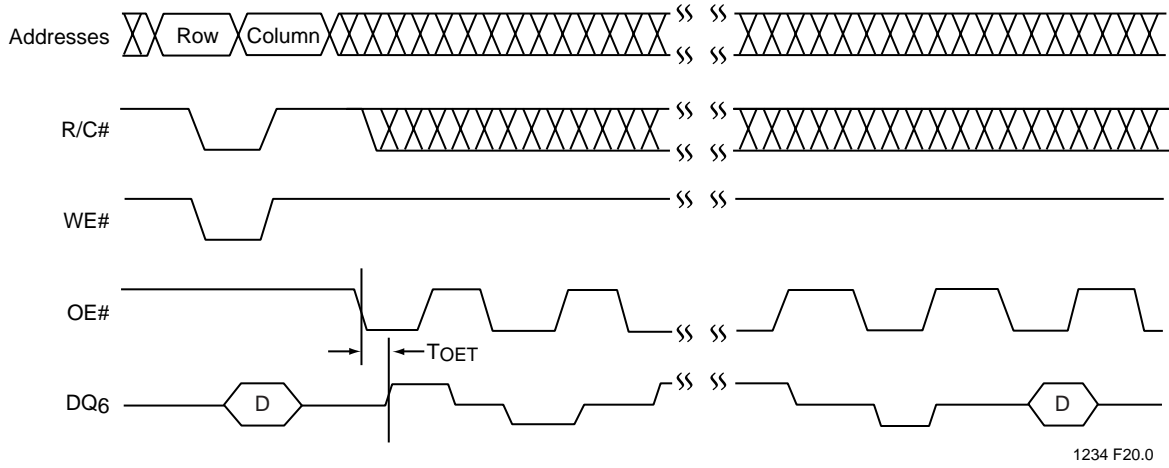 Addresses Row Column
R/C#
WE#
OE#
TOET
DQ6 D D
1234 F20.0